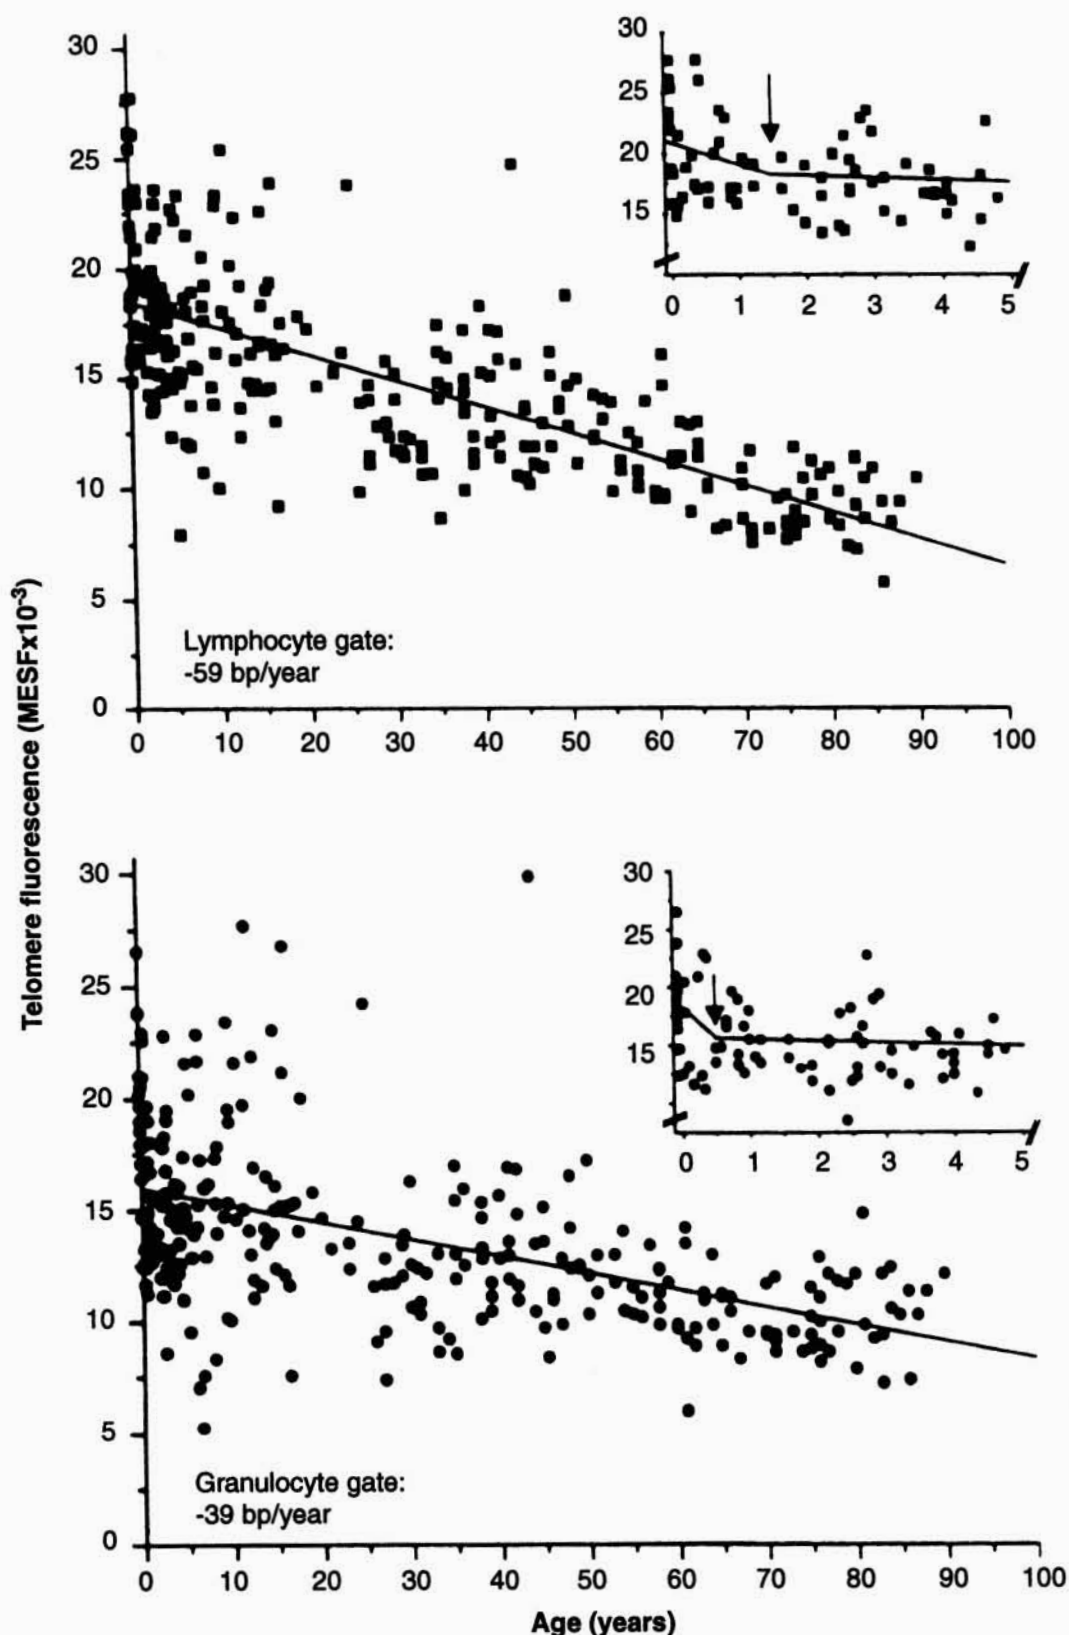 30
25
20
15
10
5
0
Lymphocyte gate:
-59 bp/year
0 10 20 30 40 50 60 70 80 90 100
30
25
20
15
0 1 2 3 4 5
Telomere fluorescence (MESFx10⁻³)
30
25
20
15
10
5
0
Granulocyte gate:
-39 bp/year
0 10 20 30 40 50 60 70 80 90 100
30
25
20
15
0 1 2 3 4 5
Age (years)